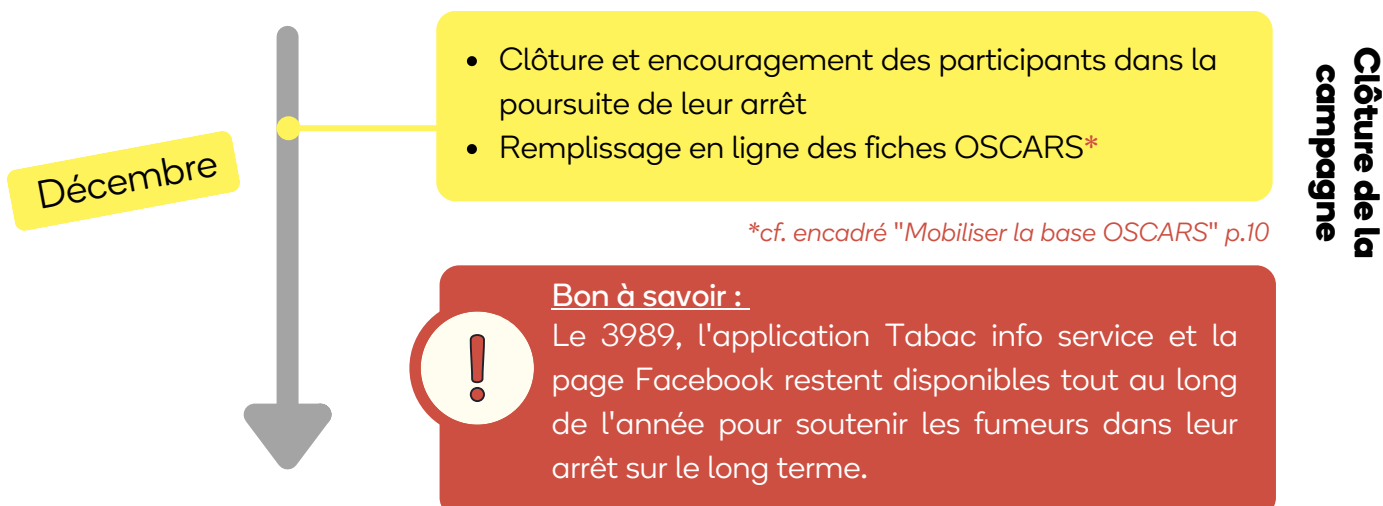 Décembre
• Clôture et encouragement des participants dans la
poursuite de leur arrêt
• Remplissage en ligne des fiches OSCARS*
*cf. encadré "Mobiliser la base OSCARS" p.10
Clôture de la
campagne
Bon à savoir :
Le 3989, l'application Tabac info service et la
page Facebook restent disponibles tout au long
de l'année pour soutenir les fumeurs dans leur
arrêt sur le long terme.